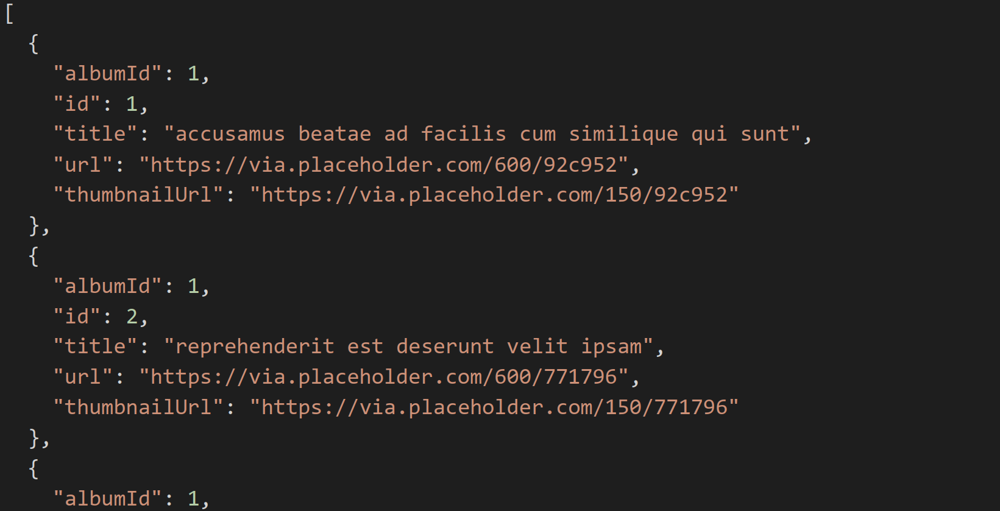 [
  {
    "albumId": 1,
    "id": 1,
    "title": "accusamus beatae ad facilis cum similique qui sunt",
    "url": "https://via.placeholder.com/600/92c952",
    "thumbnailUrl": "https://via.placeholder.com/150/92c952"
  },
  {
    "albumId": 1,
    "id": 2,
    "title": "reprehenderit est deserunt velit ipsam",
    "url": "https://via.placeholder.com/600/771796",
    "thumbnailUrl": "https://via.placeholder.com/150/771796"
  },
  {
    "albumId": 1,